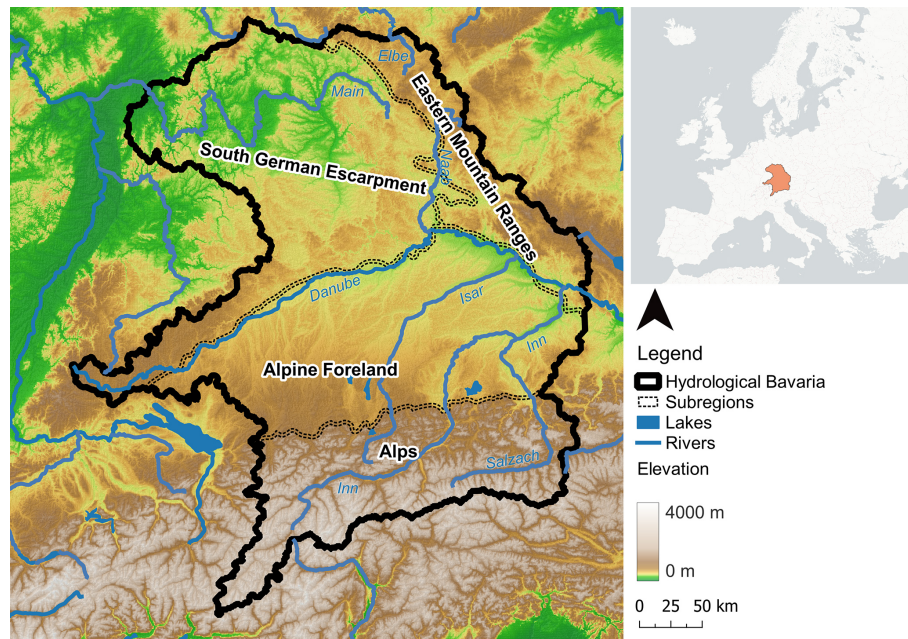 Elbe
Main
Eastern Mountain Ranges
South German Escarpment
Naab
Danube
Isar
Inn
Alpine Foreland
Alps
Salzach
Inn
Legend
Hydrological Bavaria
Subregions
Lakes
Rivers
Elevation
4000 m
0 m
0 25 50 km